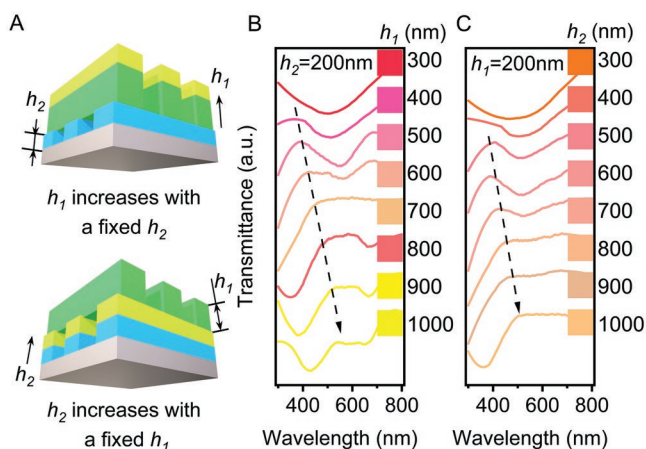 A
h2
h1
h1 increases with
a fixed h2
h2
h1
h2 increases with
a fixed h1
B
h1 (nm)
h2=200nm
300
400
500
600
700
800
900
1000
Transmittance (a.u.)
400 600 800
Wavelength (nm)
C
h2 (nm)
h1=200nm
300
400
500
600
700
800
900
1000
400 600 800
Wavelength (nm)